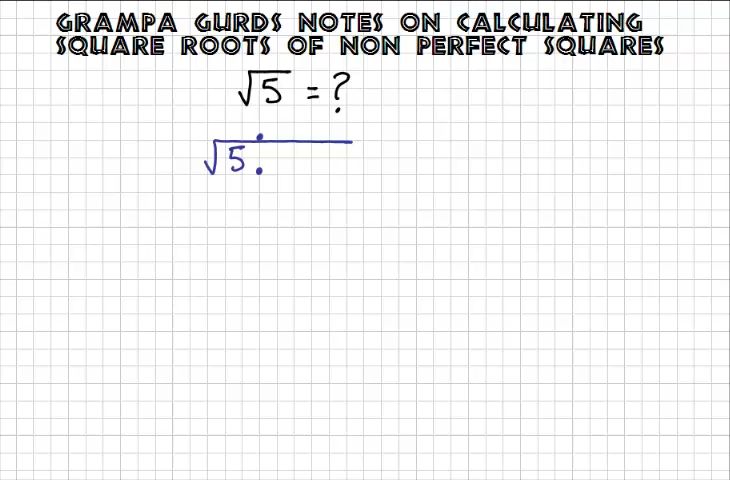 GRAMPA GURDS NOTES ON CALCULATING
SQUARE ROOTS OF NON PERFECT SQUARES
√5 = ?
√5.